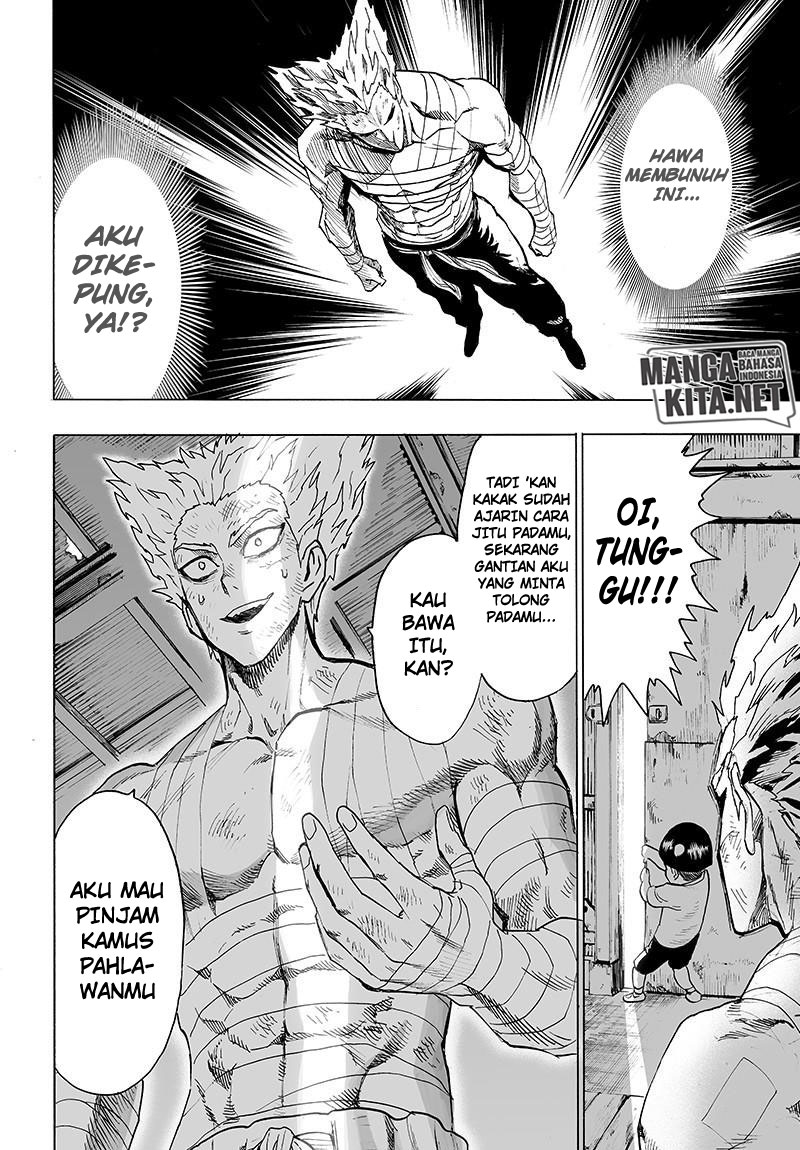 HAWA
MEMBUNUH
INI...
AKU
DIKE-
PUNG,
YA!?
MANGA
KITA.NET
BACA MANGA
BAHASA
INDONESIA
OI,
TUNG-
GU!!!
TADI 'KAN
KAKAK SUDAH
AJARIN CARA
JITU PADAMU,
SEKARANG
GANTIAN AKU
YANG MINTA
TOLONG
PADAMU...
KAU
BAWA
ITU,
KAN?
AKU MAU
PINJAM
KAMUS
PAHLA-
WANMU